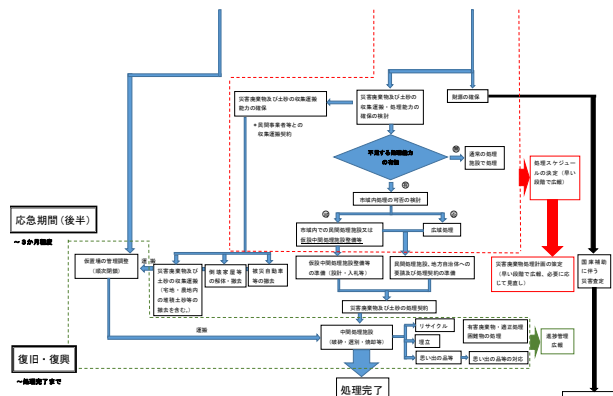 災害廃棄物及び土砂の収集運搬
能力の確保
＊民間事業者等との
収集運搬契約
災害廃棄物及び土砂の
収集運搬・処理能力の
確保の検討
財源の確保
不足する処理能力
の有無
無
通常の処理
施設で処理
有
市域内処理の可否の検討
可
否
市域内での民間処理施設又は
仮設中間処理施設整備等
広域処理
処理スケジュ
ールの決定（早い
段階で広報）
応急期間（後半）
～３か月程度
仮置場の管理調整
（順次閉鎖）
運搬
災害廃棄物及び
土砂の収集運搬
（宅地・農地内
の堆積土砂等の
撤去を含む。）
倒壊家屋等
の解体・撤去
被災自動車
等の撤去
仮設中間処理施設整備等
の準備（設計・入札等）
民間処理施設、地方自治体への
要請及び処理契約の準備
災害廃棄物処理計画の策定
（早い段階で広報、必要に応
じて見直し）
国庫補助
に伴う
災害査定
災害廃棄物及び土砂の処理契約
運搬
中間処理施設
（破砕・選別・焼却等）
リサイクル
埋立
思い出の品等
有害廃棄物・適正処理
困難物の処理
思い出の品等の対応
進捗管理
広報
復旧・復興
～処理完了まで
処理完了